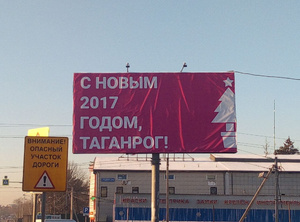 С НОВЫМ
2017
ГОДОМ,
ТАГАНРОГ!
ВНИМАНИЕ!
ОПАСНЫЙ
УЧАСТОК
ДОРОГИ